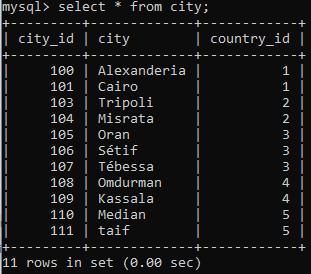 mysql> select * from city;
+---------+-------------+------------+
| city_id | city        | country_id |
+---------+-------------+------------+
|     100 | Alexanderia |          1 |
|     101 | Cairo       |          1 |
|     103 | Tripoli     |          2 |
|     104 | Misrata     |          2 |
|     105 | Oran        |          3 |
|     106 | Sétif       |          3 |
|     107 | Tébessa     |          3 |
|     108 | Omdurman    |          4 |
|     109 | Kassala     |          4 |
|     110 | Median      |          5 |
|     111 | taif        |          5 |
+---------+-------------+------------+
11 rows in set (0.00 sec)